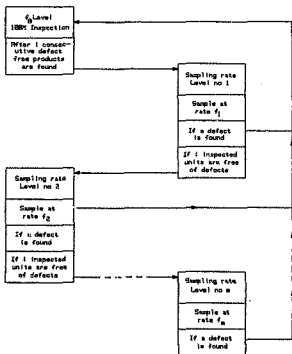 f0 Level
100% Inspection
After i consec-
utive defect
free products
are found
Sampling rate
Level no 1
Sample at
rate f1
If a defect
is found
If i inspected
units are free
of defects
Sampling rate
Level no 2
Sample at
rate f2
If a defect
is found
If i inspected
units are free
of defects
Sampling rate
Level no m
Sample at
rate fm
If a defect
is found